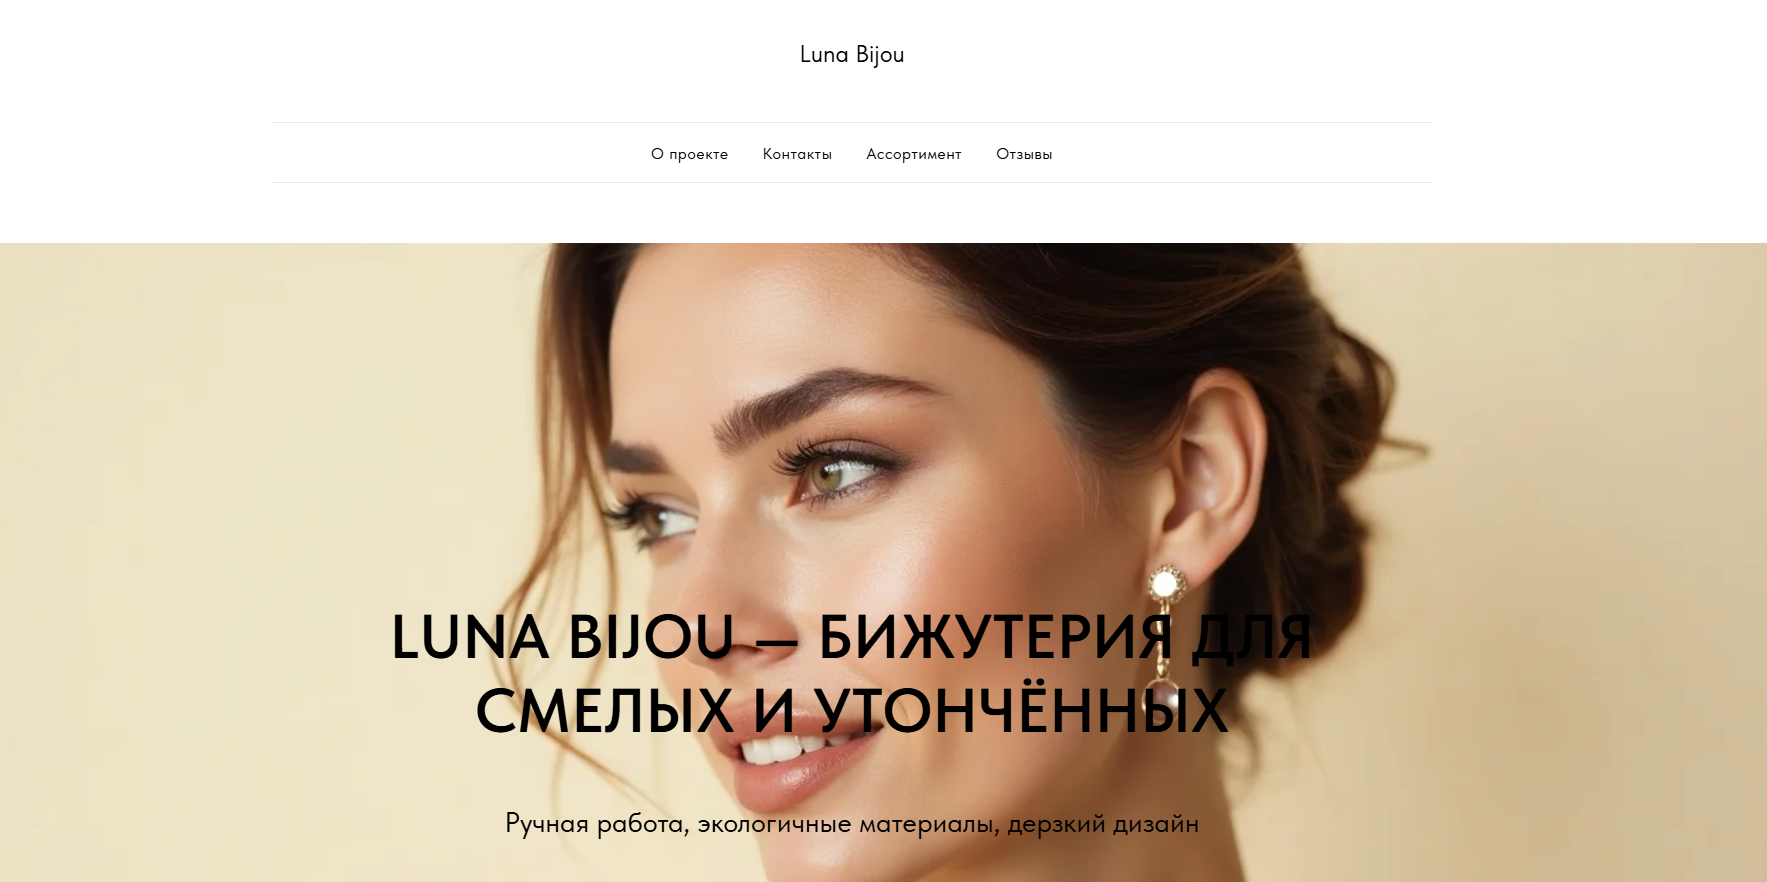 Luna Bijou
О проекте Контакты Ассортимент Отзывы
LUNA BIJOU — БИЖУТЕРИЯ ДЛЯ
СМЕЛЫХ И УТОНЧЁННЫХ
Ручная работа, экологичные материалы, дерзкий дизайн